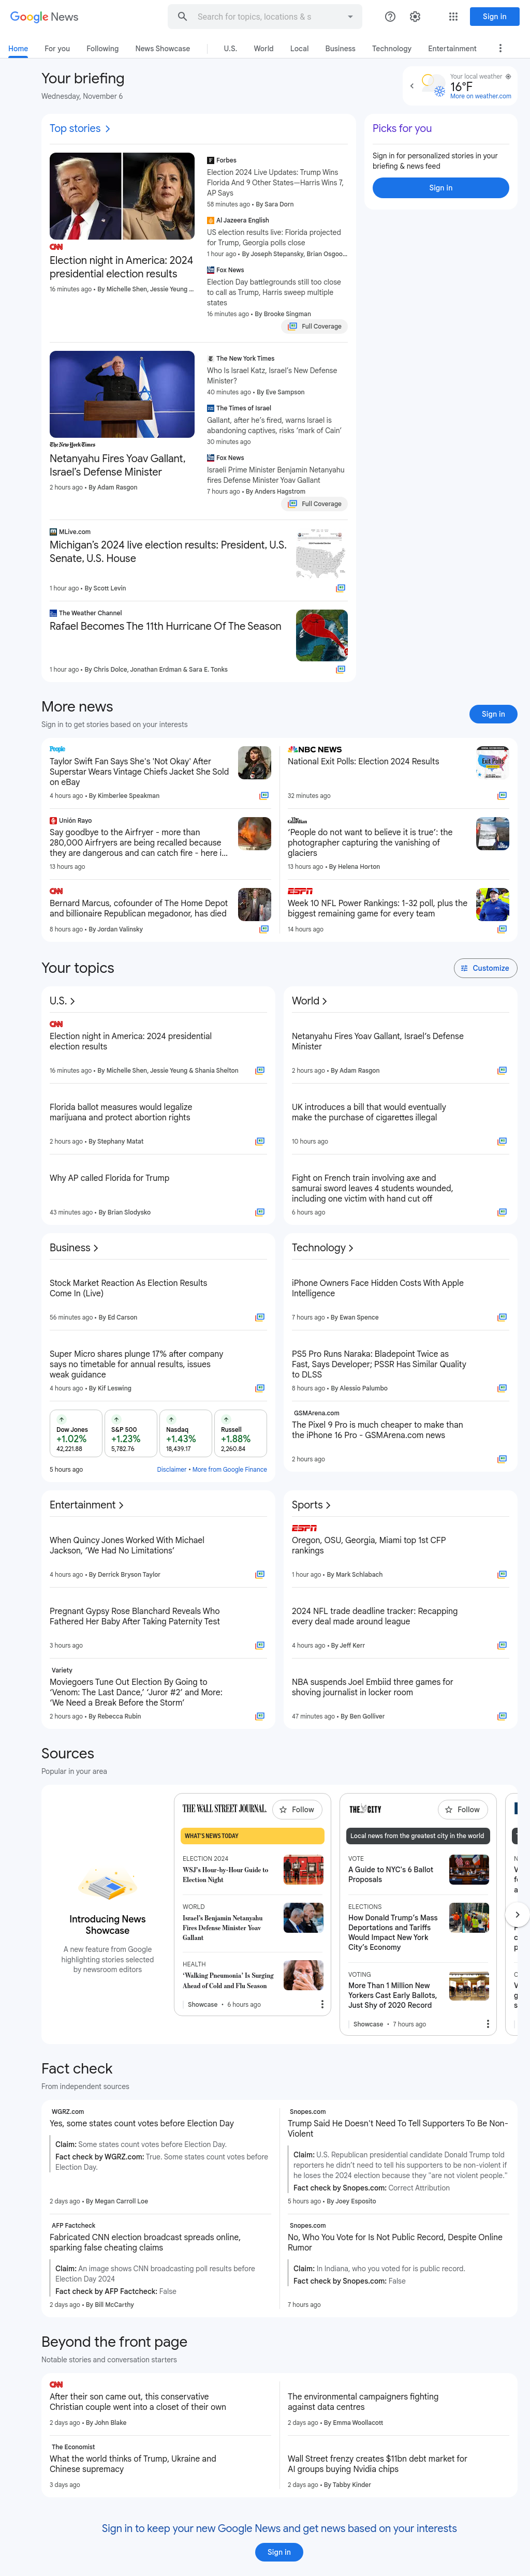 Google News
Search for topics, locations & s
Sign in
Home
For you
Following
News Showcase
U.S.
World
Local
Business
Technology
Entertainment
Your briefing
Wednesday, November 6
Your local weather
16°F
More on weather.com
Top stories
CNN
Election night in America: 2024
presidential election results
16 minutes ago • By Michelle Shen, Jessie Yeung ...
Forbes
Election 2024 Live Updates: Trump Wins
Florida And 9 Other States—Harris Wins 7,
AP Says
58 minutes ago • By Sara Dorn
Al Jazeera English
US election results live: Florida projected
for Trump, Georgia polls close
1 hour ago • By Joseph Stepansky, Brian Osgoo...
Fox News
Election Day battlegrounds still too close
to call as Trump, Harris sweep multiple
states
16 minutes ago • By Brooke Singman
Full Coverage
Picks for you
Sign in for personalized stories in your
briefing & news feed
Sign in
The New York Times
Netanyahu Fires Yoav Gallant,
Israel's Defense Minister
2 hours ago • By Adam Rasgon
The New York Times
Who Is Israel Katz, Israel's New Defense
Minister?
40 minutes ago • By Eve Sampson
The Times of Israel
Gallant, after he's fired, warns Israel is
abandoning captives, risks 'mark of Cain'
30 minutes ago
Fox News
Israeli Prime Minister Benjamin Netanyahu
fires Defense Minister Yoav Gallant
7 hours ago • By Anders Hagstrom
Full Coverage
MLive.com
Michigan's 2024 live election results: President, U.S.
Senate, U.S. House
1 hour ago • By Scott Levin
The Weather Channel
Rafael Becomes The 11th Hurricane Of The Season
1 hour ago • By Chris Dolce, Jonathan Erdman & Sara E. Tonks
More news
Sign in to get stories based on your interests
Sign in
People
Taylor Swift Fan Says She's 'Not Okay' After
Superstar Wears Vintage Chiefs Jacket She Sold
on eBay
4 hours ago • By Kimberlee Speakman
NBC NEWS
National Exit Polls: Election 2024 Results
Exit Polls
32 minutes ago
Unión Rayo
Say goodbye to the Airfryer - more than
280,000 Airfryers are being recalled because
they are dangerous and can catch fire - here i...
13 hours ago
The Guardian
'People do not want to believe it is true': the
photographer capturing the vanishing of
glaciers
13 hours ago • By Helena Horton
CNN
Bernard Marcus, cofounder of The Home Depot
and billionaire Republican megadonor, has died
8 hours ago • By Jordan Valinsky
ESPN
Week 10 NFL Power Rankings: 1-32 poll, plus the
biggest remaining game for every team
14 hours ago
Your topics
Customize
U.S.
CNN
Election night in America: 2024 presidential
election results
16 minutes ago • By Michelle Shen, Jessie Yeung & Shania Shelton
Florida ballot measures would legalize
marijuana and protect abortion rights
2 hours ago • By Stephany Matat
Why AP called Florida for Trump
43 minutes ago • By Brian Slodysko
World
Netanyahu Fires Yoav Gallant, Israel's Defense
Minister
2 hours ago • By Adam Rasgon
UK introduces a bill that would eventually
make the purchase of cigarettes illegal
10 hours ago
Fight on French train involving axe and
samurai sword leaves 4 students wounded,
including one victim with hand cut off
6 hours ago
Business
Stock Market Reaction As Election Results
Come In (Live)
56 minutes ago • By Ed Carson
Super Micro shares plunge 17% after company
says no timetable for annual results, issues
weak guidance
4 hours ago • By Kif Leswing
Dow Jones
+1.02%
42,221.88
S&P 500
+1.23%
5,782.76
Nasdaq
+1.43%
18,439.17
Russell
+1.88%
2,260.84
5 hours ago
Disclaimer • More from Google Finance
Technology
iPhone Owners Face Hidden Costs With Apple
Intelligence
7 hours ago • By Ewan Spence
PS5 Pro Runs Naraka: Bladepoint Twice as
Fast, Says Developer; PSSR Has Similar Quality
to DLSS
8 hours ago • By Alessio Palumbo
GSMArena.com
The Pixel 9 Pro is much cheaper to make than
the iPhone 16 Pro - GSMArena.com news
2 hours ago
Entertainment
When Quincy Jones Worked With Michael
Jackson, 'We Had No Limitations'
4 hours ago • By Derrick Bryson Taylor
Pregnant Gypsy Rose Blanchard Reveals Who
Fathered Her Baby After Taking Paternity Test
3 hours ago
Variety
Moviegoers Tune Out Election By Going to
'Venom: The Last Dance,' 'Juror #2' and More:
'We Need a Break Before the Storm'
2 hours ago • By Rebecca Rubin
Sports
ESPN
Oregon, OSU, Georgia, Miami top 1st CFP
rankings
1 hour ago • By Mark Schlabach
2024 NFL trade deadline tracker: Recapping
every deal made around league
4 hours ago • By Jeff Kerr
NBA suspends Joel Embiid three games for
shoving journalist in locker room
47 minutes ago • By Ben Golliver
Sources
Popular in your area
Introducing News
Showcase
A new feature from Google
highlighting stories selected
by newsroom editors
THE WALL STREET JOURNAL.
Follow
WHAT'S NEWS TODAY
ELECTION 2024
WSJ's Hour-by-Hour Guide to
Election Night
WORLD
Israel's Benjamin Netanyahu
Fires Defense Minister Yoav
Gallant
HEALTH
'Walking Pneumonia' Is Surging
Ahead of Cold and Flu Season
Showcase • 6 hours ago
THE CITY
Follow
Local news from the greatest city in the world
VOTE
A Guide to NYC's 6 Ballot
Proposals
ELECTIONS
How Donald Trump's Mass
Deportations and Tariffs
Would Impact New York
City's Economy
VOTING
More Than 1 Million New
Yorkers Cast Early Ballots,
Just Shy of 2020 Record
Showcase • 7 hours ago
Fact check
From independent sources
WGRZ.com
Yes, some states count votes before Election Day
Claim: Some states count votes before Election Day.
Fact check by WGRZ.com: True. Some states count votes before
Election Day.
2 days ago • By Megan Carroll Loe
Snopes.com
Trump Said He Doesn't Need To Tell Supporters To Be Non-
Violent
Claim: U.S. Republican presidential candidate Donald Trump told
reporters he didn't need to tell his supporters to be non-violent if
he loses the 2024 election because they "are not violent people."
Fact check by Snopes.com: Correct Attribution
5 hours ago • By Joey Esposito
AFP Factcheck
Fabricated CNN election broadcast spreads online,
sparking false cheating claims
Claim: An image shows CNN broadcasting poll results before
Election Day 2024
Fact check by AFP Factcheck: False
2 days ago • By Bill McCarthy
Snopes.com
No, Who You Vote for Is Not Public Record, Despite Online
Rumor
Claim: In Indiana, who you voted for is public record.
Fact check by Snopes.com: False
7 hours ago
Beyond the front page
Notable stories and conversation starters
CNN
After their son came out, this conservative
Christian couple went into a closet of their own
2 days ago • By John Blake
The environmental campaigners fighting
against data centres
2 days ago • By Emma Woollacott
The Economist
What the world thinks of Trump, Ukraine and
Chinese supremacy
3 days ago
Wall Street frenzy creates $11bn debt market for
AI groups buying Nvidia chips
2 days ago • By Tabby Kinder
Sign in to keep your new Google News and get news based on your interests
Sign in